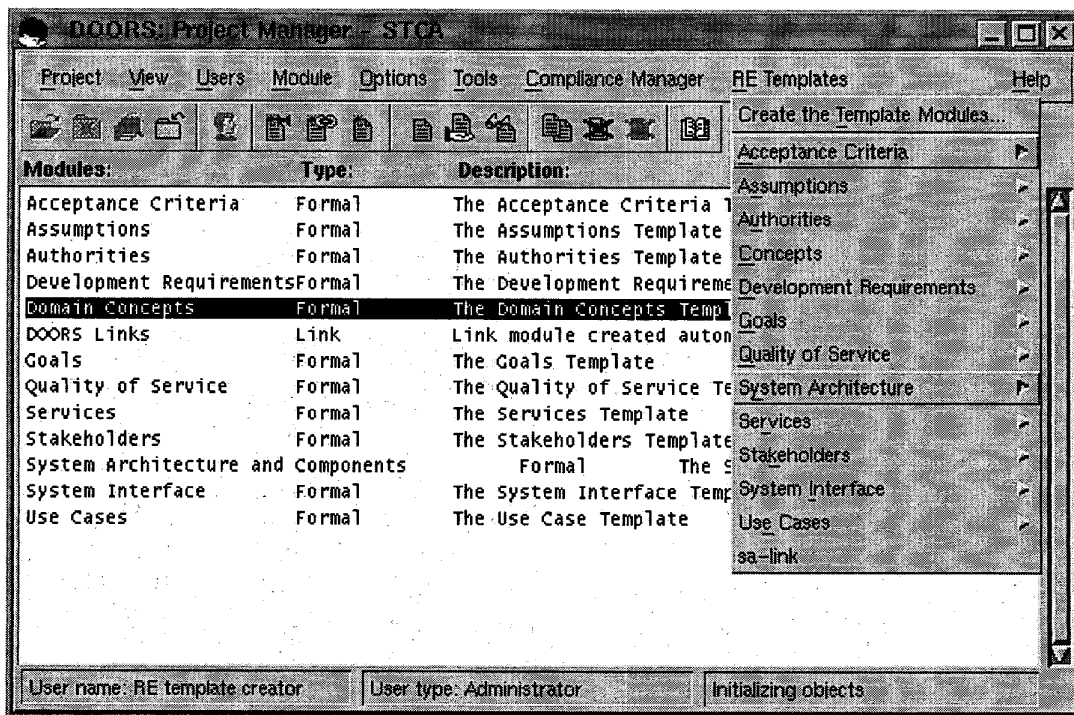 DOORS: Project Manager - STCA
Project View Users Module Options Tools Compliance Manager RE Templates Help
Create the Template Modules...
Modules: Type: Description:
Acceptance Criteria
Acceptance Criteria Formal The Acceptance Criteria T
Assumptions
Assumptions Formal The Assumptions Template
Authorities
Authorities Formal The Authorities Template
Concepts
Development RequirementsFormal The Development Requireme
Development Requirements
Domain Concepts Formal The Domain Concepts Templ
Goals
DOORS Links Link Link module created autom
Goals Formal The Goals Template
Quality of Service
Quality of Service Formal The Quality of Service Te
System Architecture
Services Formal The Services Template
Services
Stakeholders Formal The Stakeholders Template
Stakeholders
System Architecture and Components Formal The S
System Interface Formal The System Interface Temp
System Interface
Use Cases Formal The Use Case Template
Use Cases
sa-link
User name: RE template creator User type: Administrator Initializing objects